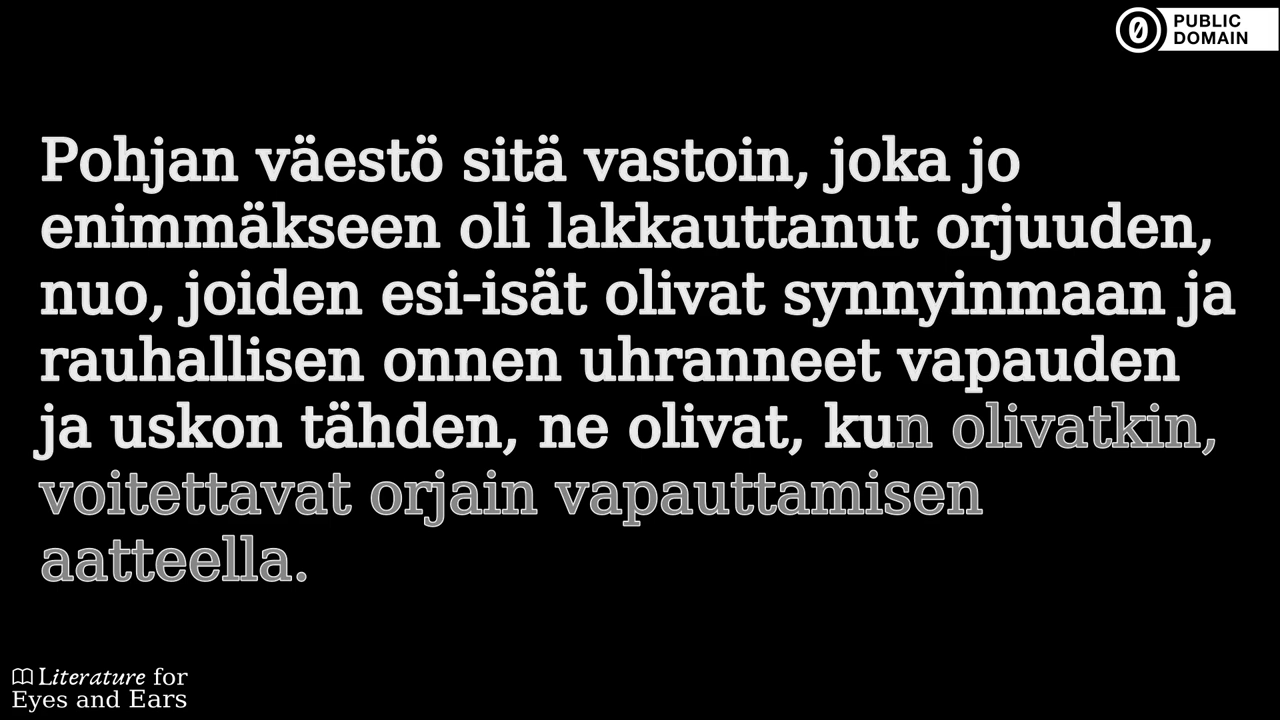 PUBLIC
DOMAIN
Pohjan väestö sitä vastoin, joka jo
enimmäkseen oli lakkauttanut orjuuden,
nuo, joiden esi-isät olivat synnyinmaan ja
rauhallisen onnen uhranneet vapauden
ja uskon tähden, ne olivat, kun olivatkin,
voitettavat orjain vapauttamisen
aatteella.
Literature for
Eyes and Ears